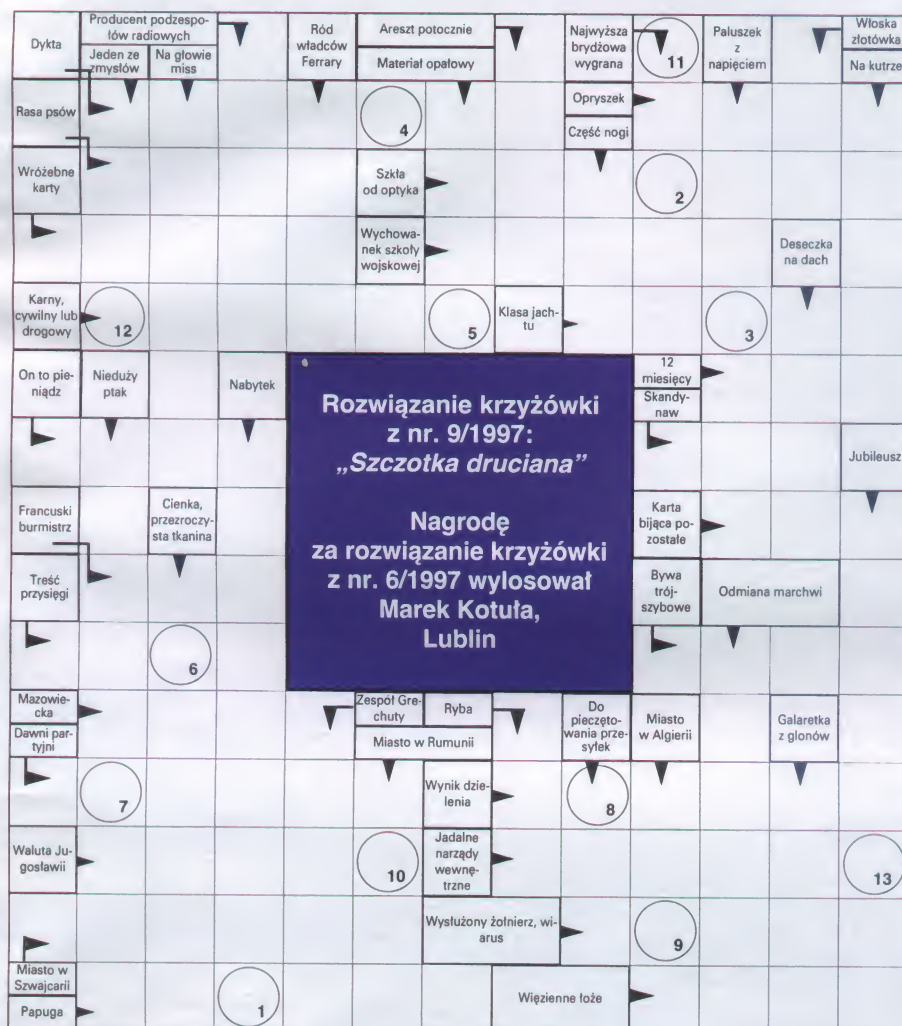 Dykta
Producent podzespo-
łów radiowych
Jeden ze
zmysłów
Na głowie
miss
Ród
władców
Ferrary
Areszt potocznie
Materiał opałowy
Najwyższa
brydżowa
wygrana
11
Paluszek
z
napięciem
Włoska
złotówka
Na kutrze
Rasa psów
4
Opryszek
Część nogi
Wróżebne
karty
Szkła
od optyka
2
Wychowa-
nek szkoły
wojskowej
Deseczka
na dach
Karny,
cywilny lub
drogowy
12
5
Klasa jach-
tu
3
On to pie-
niądz
Nieduży
ptak
Nabytek
Rozwiązanie krzyżówki
z nr. 9/1997:
„Szczotka druciana”
Nagrodę
za rozwiązanie krzyżówki
z nr. 6/1997 wylosował
Marek Kotuła,
Lublin
12
miesięcy
Skandy-
naw
Jubileusz
Francuski
burmistrz
Cienka,
przezroczy-
sta tkanina
Karta
bijąca po-
zostałe
Treść
przysięgi
Bywa
trój-
szybowe
Odmiana marchwi
6
Mazowie-
cka
Dawni par-
tyjni
Zespół Gre-
chuty
Ryba
Miasto w Rumunii
Do
pieczęto-
wania prze-
syłek
Miasto
w Algierii
Galaretka
z glonów
7
Wynik dzie-
lenia
8
Waluta Ju-
gosławii
10
Jadalne
narządy
wewnę-
trzne
13
Wysłużony żołnierz, wi-
arus
9
Miasto w
Szwajcarii
Papuga
1
Więzienne łoże